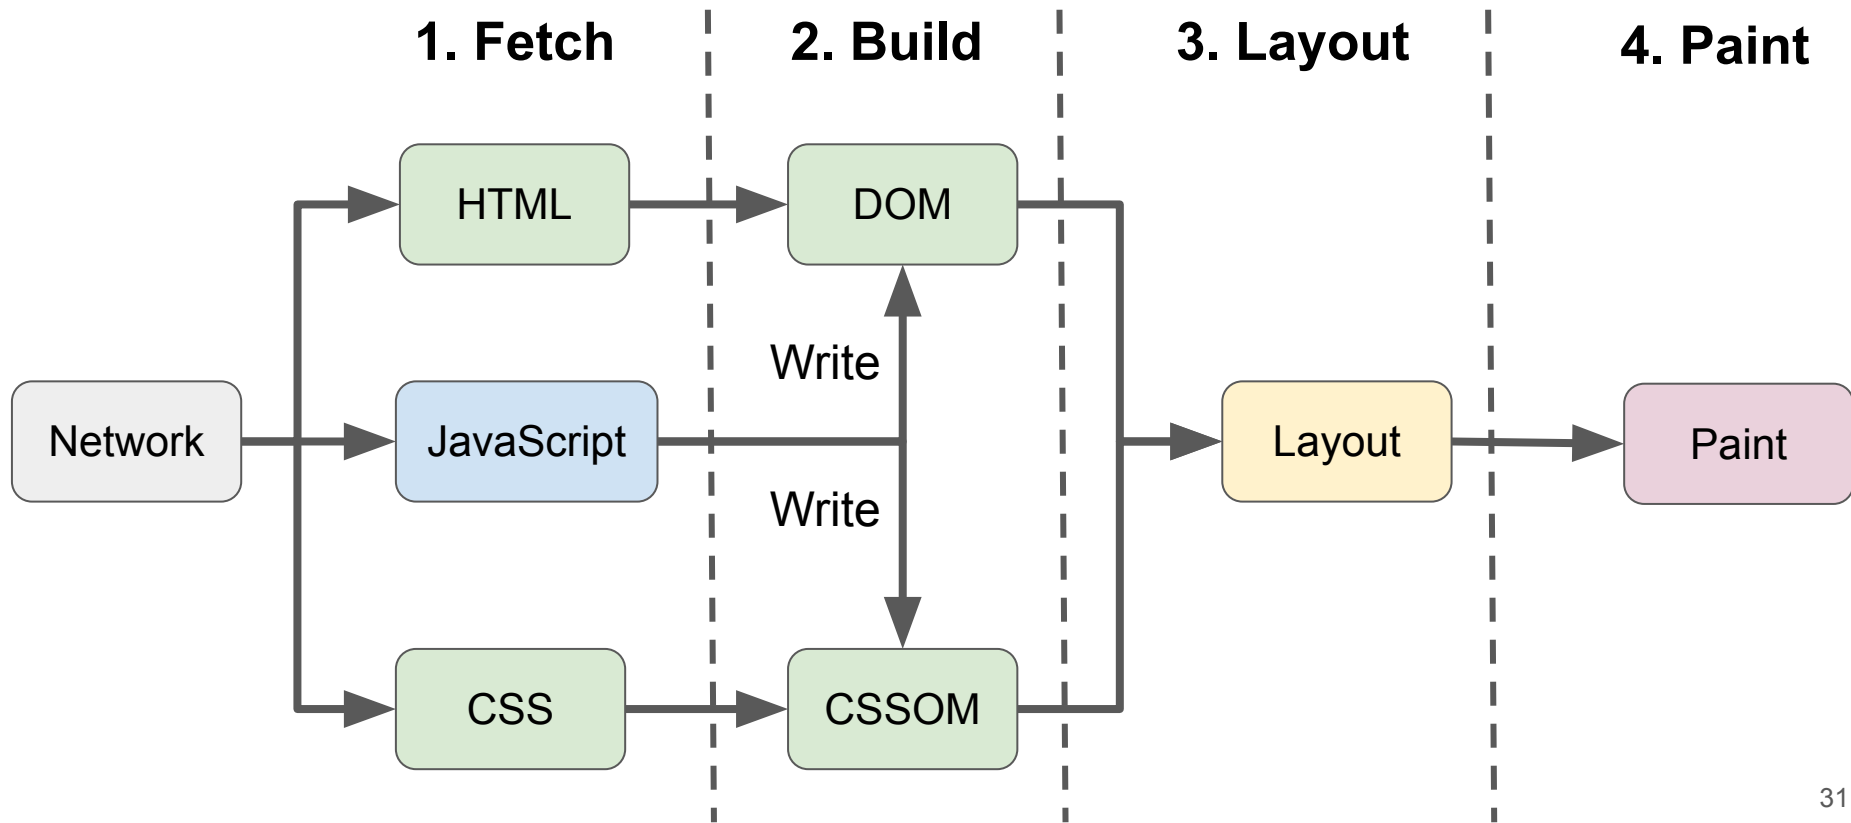 1. Fetch
2. Build
3. Layout
4. Paint
HTML
DOM
Write
Network
JavaScript
Layout
Paint
Write
CSS
CSSOM
31